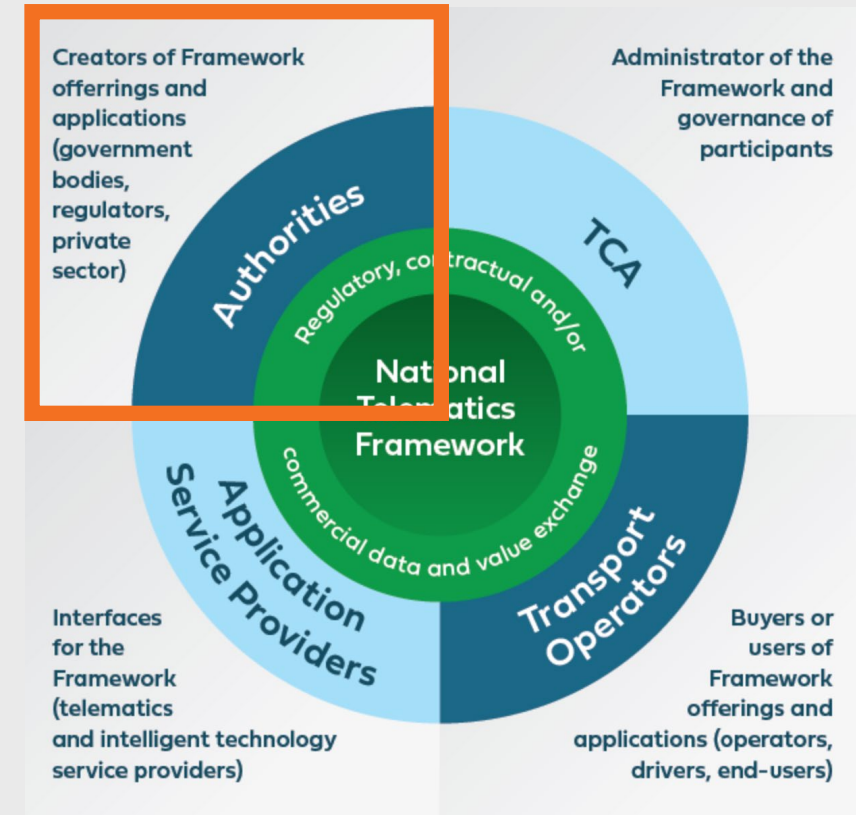 Creators of Framework
offerrings and
applications
(government
bodies,
regulators,
private
sector)
Administrator of the
Framework and
governance of
participants
Authorities
TCA
Regulatory, contractual and/or
National
Telematics
Framework
commercial data and value exchange
Application
Service Providers
Transport
Operators
Interfaces
for the
Framework
(telematics
and intelligent technology
service providers)
Buyers or
users of
Framework
offerings and
applications (operators,
drivers, end-users)